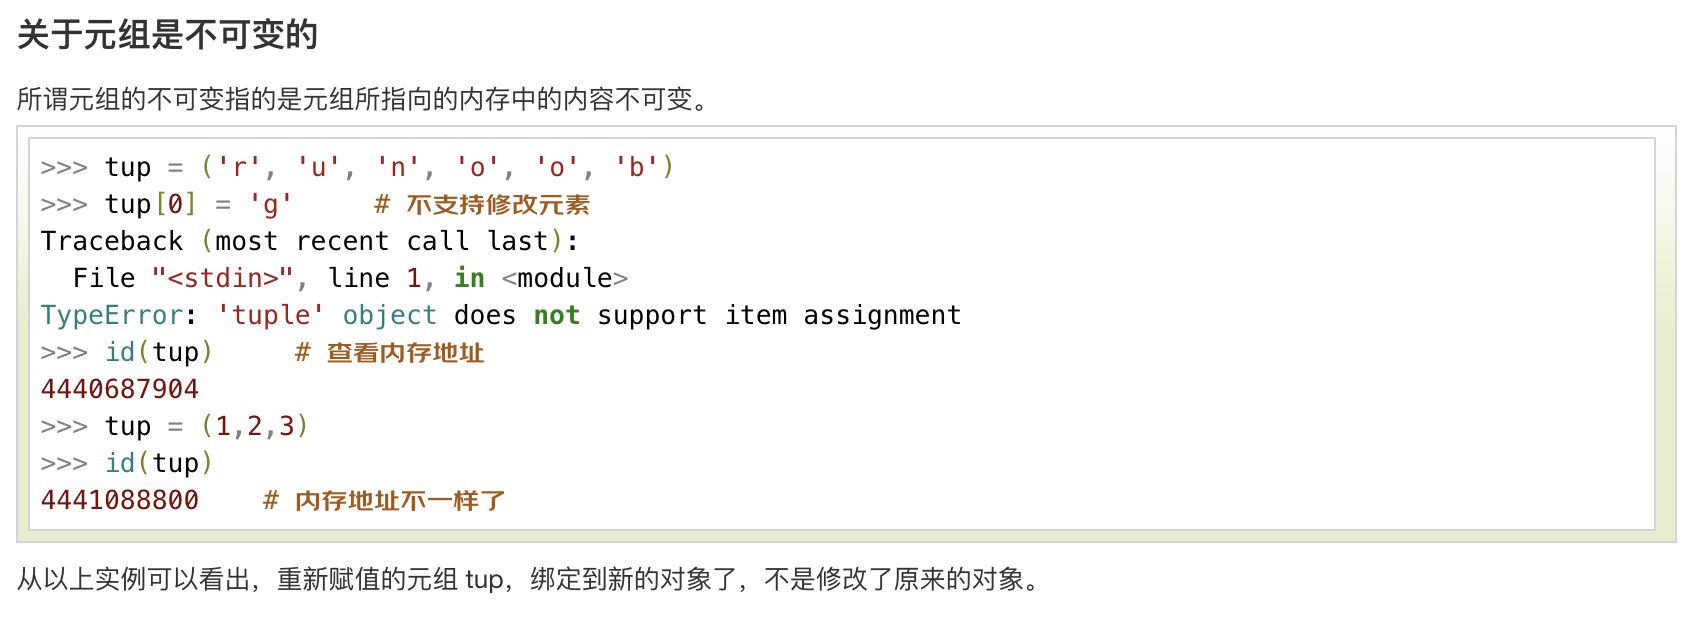 关于元组是不可变的
所谓元组的不可变指的是元组所指向的内存中的内容不可变。
>>> tup = ('r', 'u', 'n', 'o', 'o', 'b')
>>> tup[0] = 'g'     # 不支持修改元素
Traceback (most recent call last):
  File "<stdin>", line 1, in <module>
TypeError: 'tuple' object does not support item assignment
>>> id(tup)     # 查看内存地址
4440687904
>>> tup = (1,2,3)
>>> id(tup)
4441088800    # 内存地址不一样了
从以上实例可以看出，重新赋值的元组 tup，绑定到新的对象了，不是修改了原来的对象。